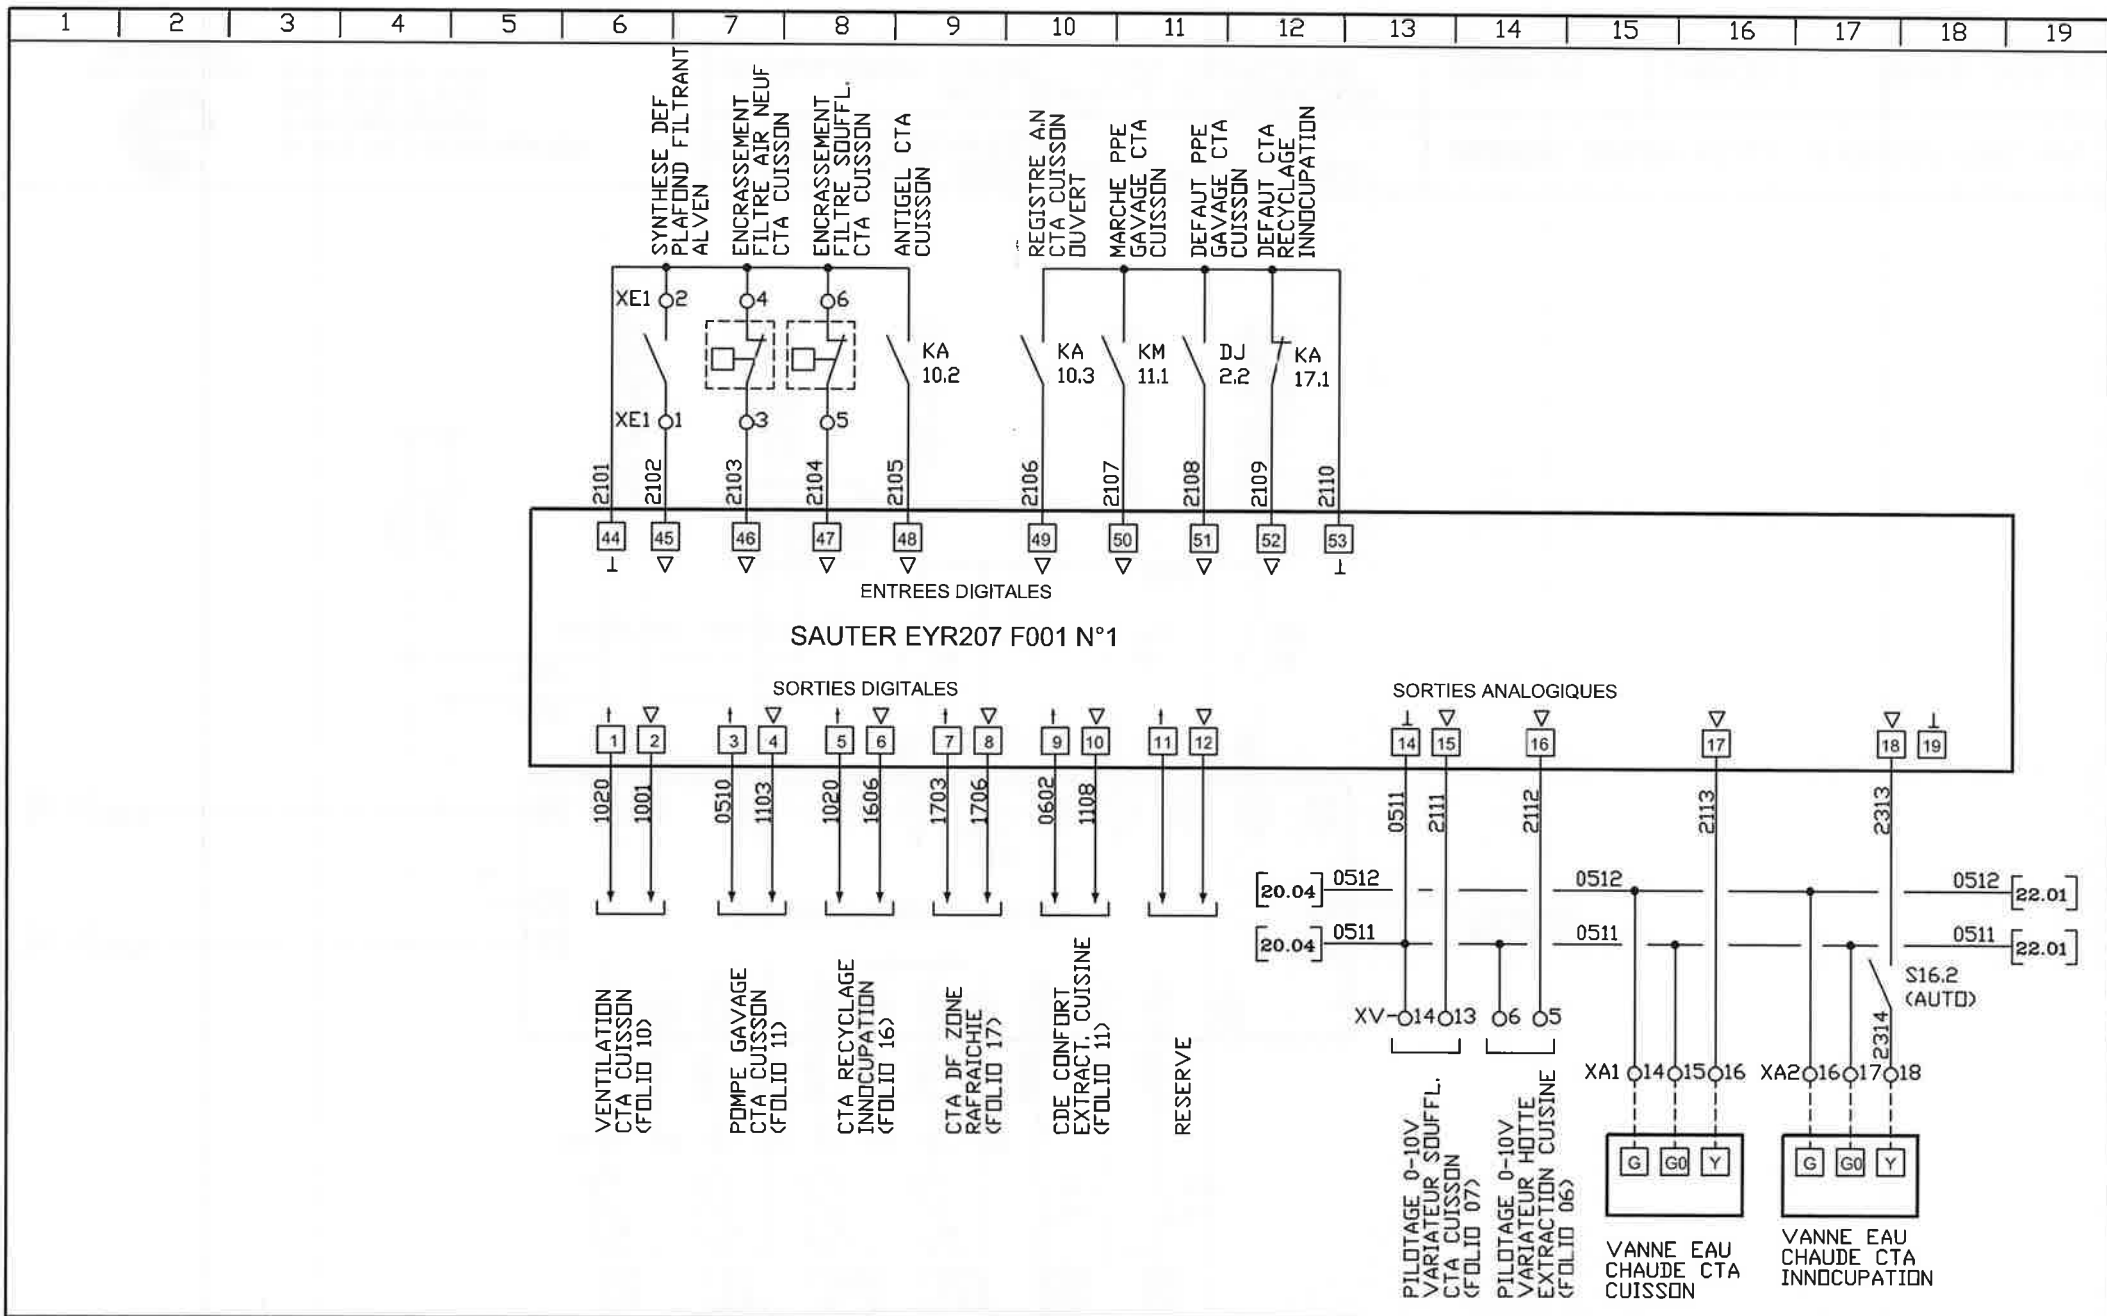 1 2 3 4 5 6 7 8 9 10 11 12 13 14 15 16 17 18 19
SYNTHESE DEF
PLAFOND FILTRANT
ALVEN
ENCRASSEMENT
FILTRE AIR NEUF
CTA CUISSON
ENCRASSEMENT
FILTRE SOUFFL.
CTA CUISSON
ANTIGEL CTA
CUISSON
REGISTRE A.N
CTA CUISSON
OUVERT
MARCHE PPE
GAVAGE CTA
CUISSON
DEFAUT PPE
GAVAGE CTA
CUISSON
DEFAUT CTA
RECYCLAGE
INNOCUPATION
XE1 2 4 6
KA
10.2
KA
10.3
KM
11.1
DJ
2.2
KA
17.1
XE1 1 3 5
2101 2102 2103 2104 2105 2106 2107 2108 2109 2110
44 45 46 47 48 49 50 51 52 53
ENTREES DIGITALES
SAUTER EYR207 F001 N°1
SORTIES DIGITALES
SORTIES ANALOGIQUES
1 2 3 4 5 6 7 8 9 10 11 12 14 15 16 17 18 19
1020 1001 0510 1103 1020 1606 1703 1706 0602 1108 0511 2111 2112 2113 2313
20.04 0512 0512 0512 22.01
20.04 0511 0511 0511 22.01
S16.2
(AUTO)
2314
XV- 14 13 6 5
XA1 14 15 16 XA2 16 17 18
VENTILATION
CTA CUISSON
(FOLIO 10)
POMPE GAVAGE
CTA CUISSON
(FOLIO 11)
CTA RECYCLAGE
INNOCUPATION
(FOLIO 16)
CTA DF ZONE
RAFRAICHIE
(FOLIO 17)
CDE CONFORT
EXTRACT. CUISINE
(FOLIO 11)
RESERVE
PILOTAGE 0-10V
VARIATEUR SOUFFL.
CTA CUISSON
(FOLIO 07)
PILOTAGE 0-10V
VARIATEUR HOTTE
EXTRACTION CUISINE
(FOLIO 06)
G G0 Y G G0 Y
VANNE EAU
CHAUDE CTA
CUISSON
VANNE EAU
CHAUDE CTA
INNOCUPATION